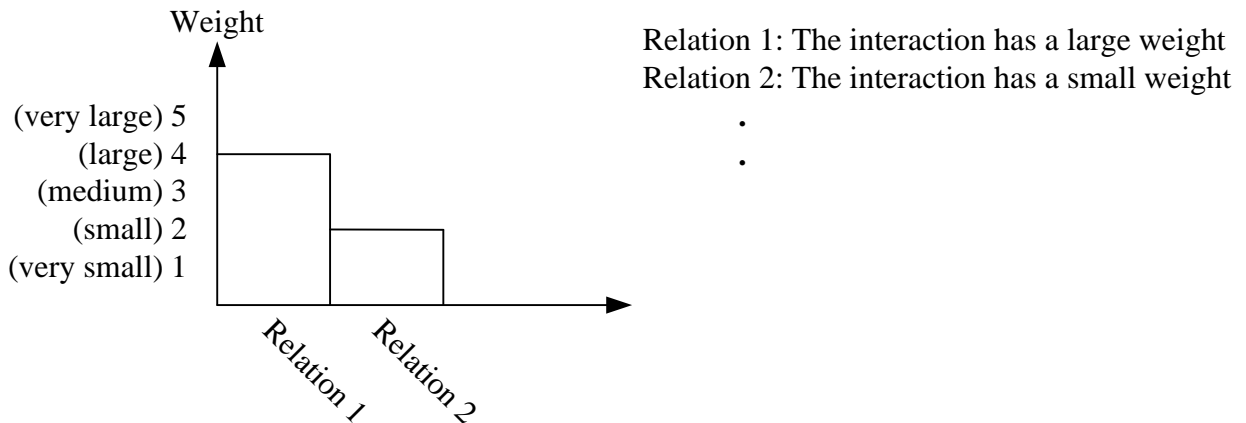 Weight
Relation 1: The interaction has a large weight
Relation 2: The interaction has a small weight
.
.
(very large) 5
(large) 4
(medium) 3
(small) 2
(very small) 1
Relation 1
Relation 2